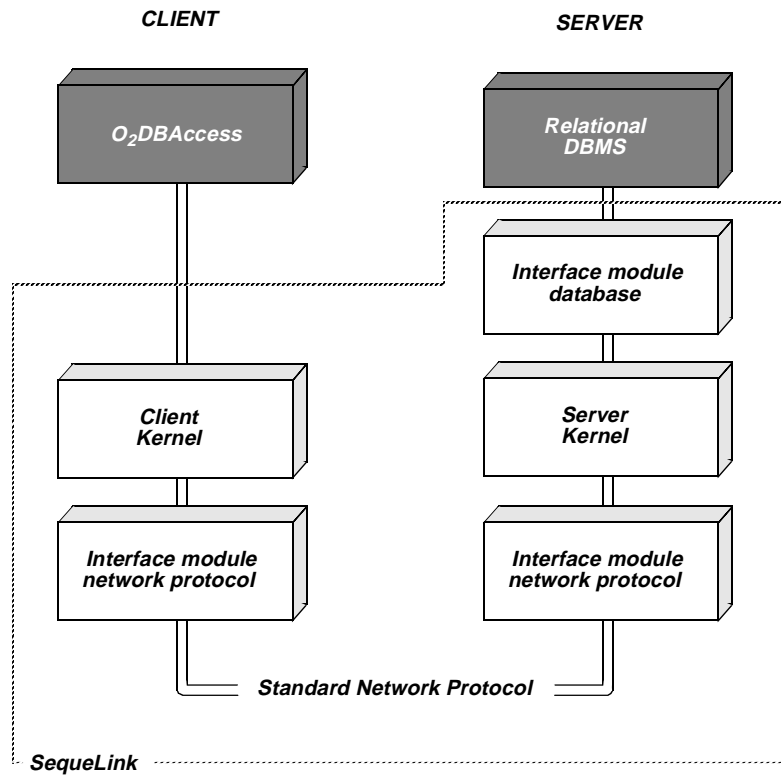 CLIENT
SERVER
O₂DBAccess
Relational
DBMS
Interface module
database
Client
Kernel
Server
Kernel
Interface module
network protocol
Interface module
network protocol
Standard Network Protocol
SequeLink